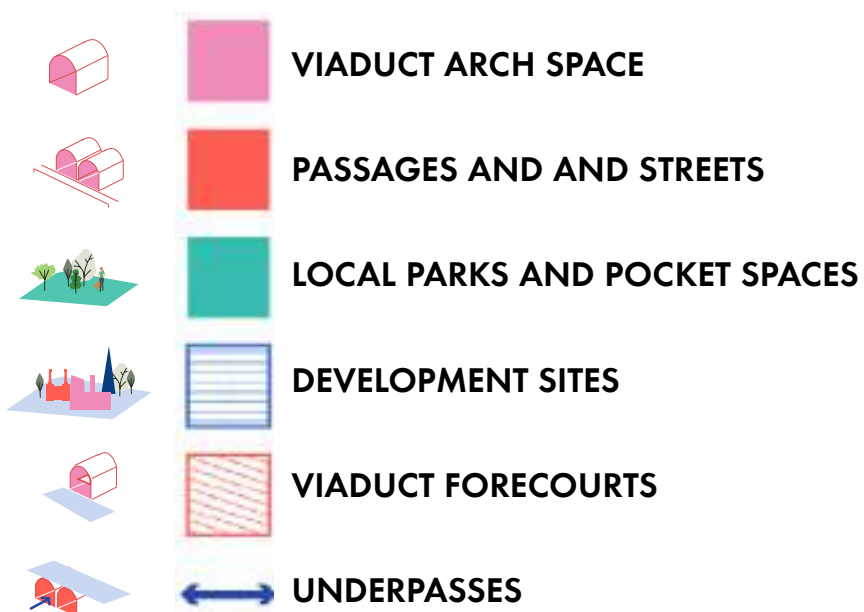 VIADUCT ARCH SPACE
PASSAGES AND AND STREETS
LOCAL PARKS AND POCKET SPACES
DEVELOPMENT SITES
VIADUCT FORECOURTS
UNDERPASSES